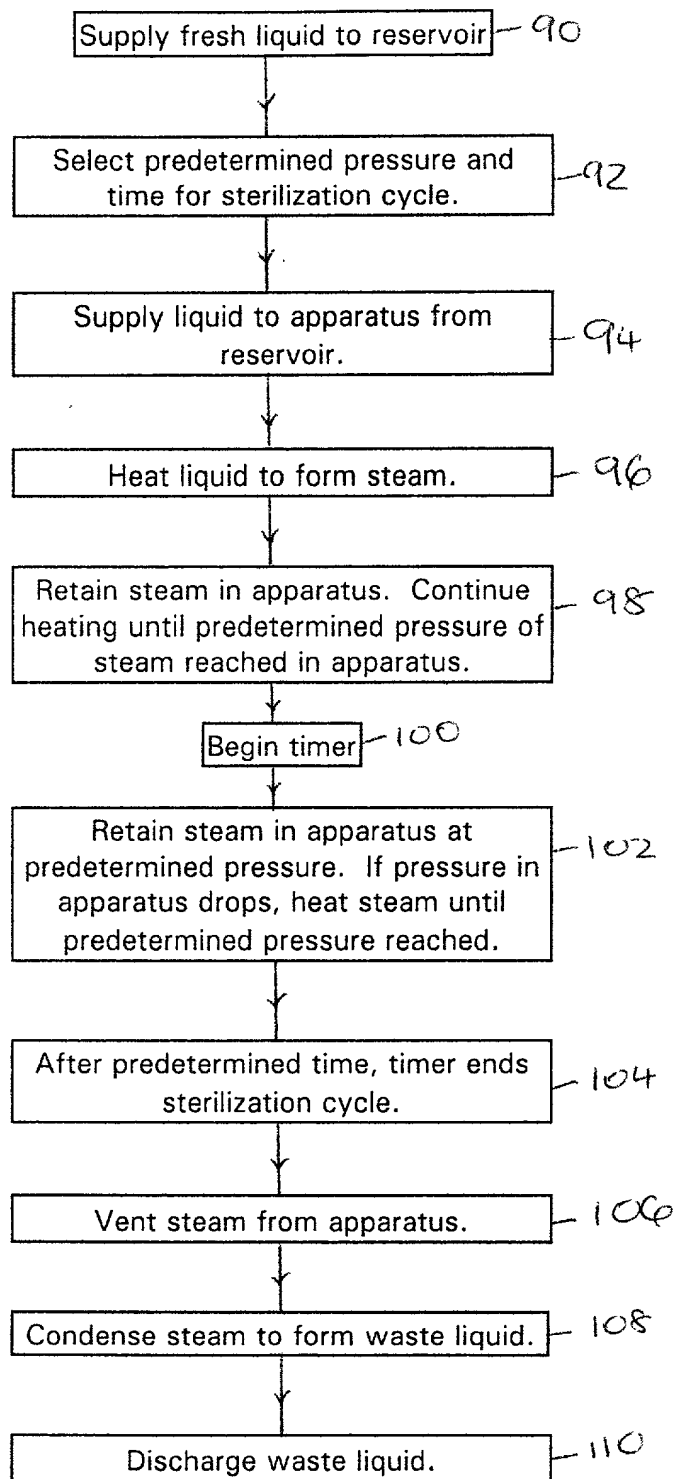 Supply fresh liquid to reservoir 90
Select predetermined pressure and
time for sterilization cycle. 92
Supply liquid to apparatus from
reservoir. 94
Heat liquid to form steam. 96
Retain steam in apparatus. Continue
heating until predetermined pressure of
steam reached in apparatus. 98
Begin timer 100
Retain steam in apparatus at
predetermined pressure. If pressure in
apparatus drops, heat steam until
predetermined pressure reached. 102
After predetermined time, timer ends
sterilization cycle. 104
Vent steam from apparatus. 106
Condense steam to form waste liquid. 108
Discharge waste liquid. 110